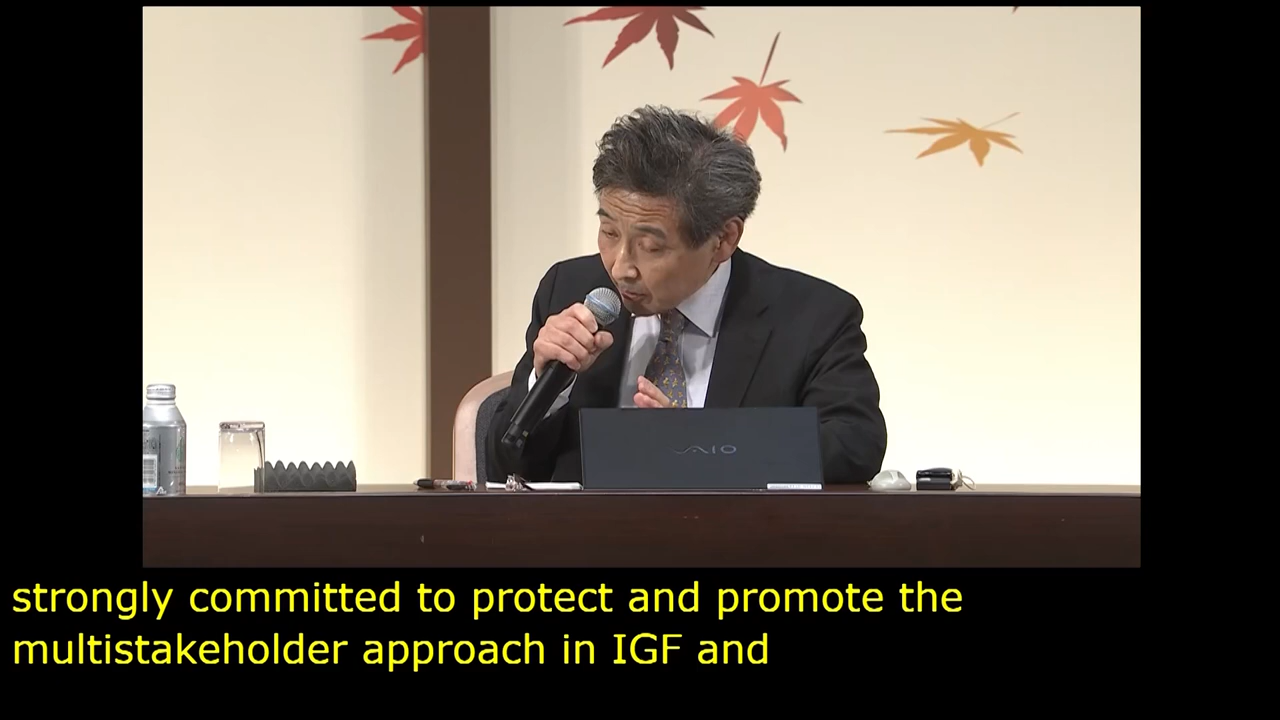 VAIO
strongly committed to protect and promote the
multistakeholder approach in IGF and